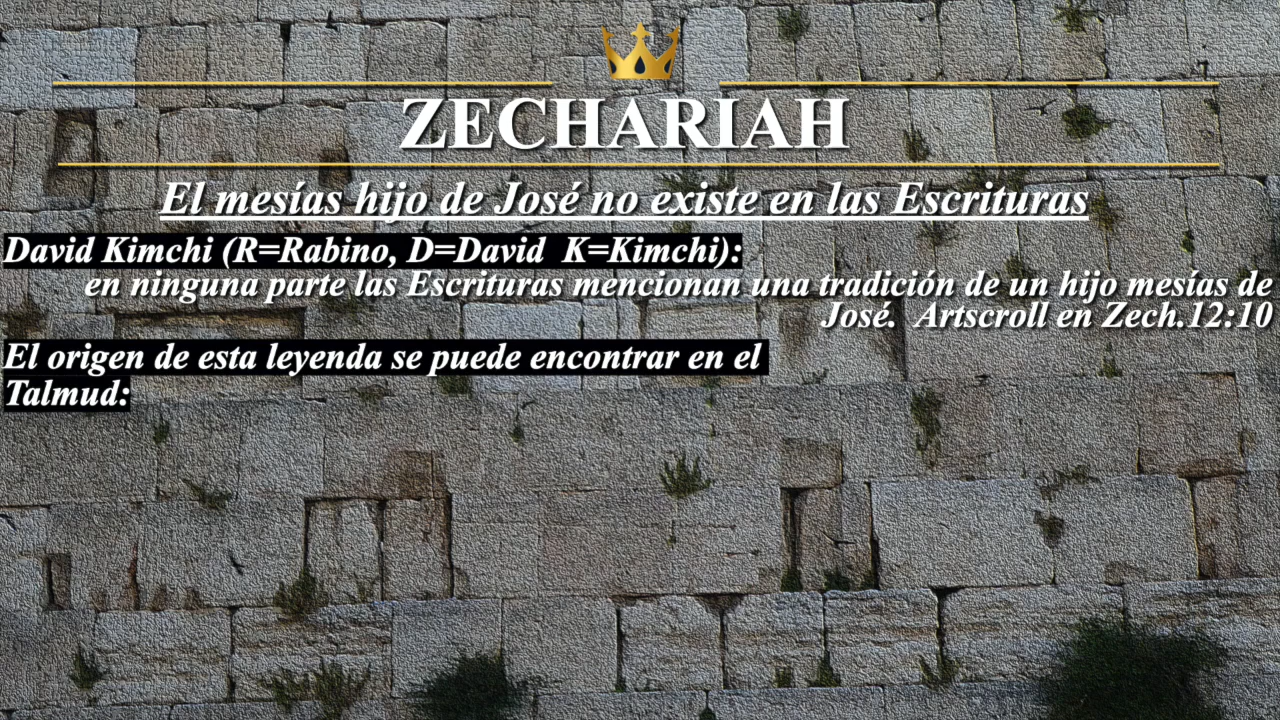 ZECHARIAH
El mesías hijo de José no existe en las Escrituras
David Kimchi (R=Rabino, D=David K=Kimchi):
en ninguna parte las Escrituras mencionan una tradición de un hijo mesías de
José. Artscroll en Zech.12:10
El origen de esta leyenda se puede encontrar en el
Talmud: